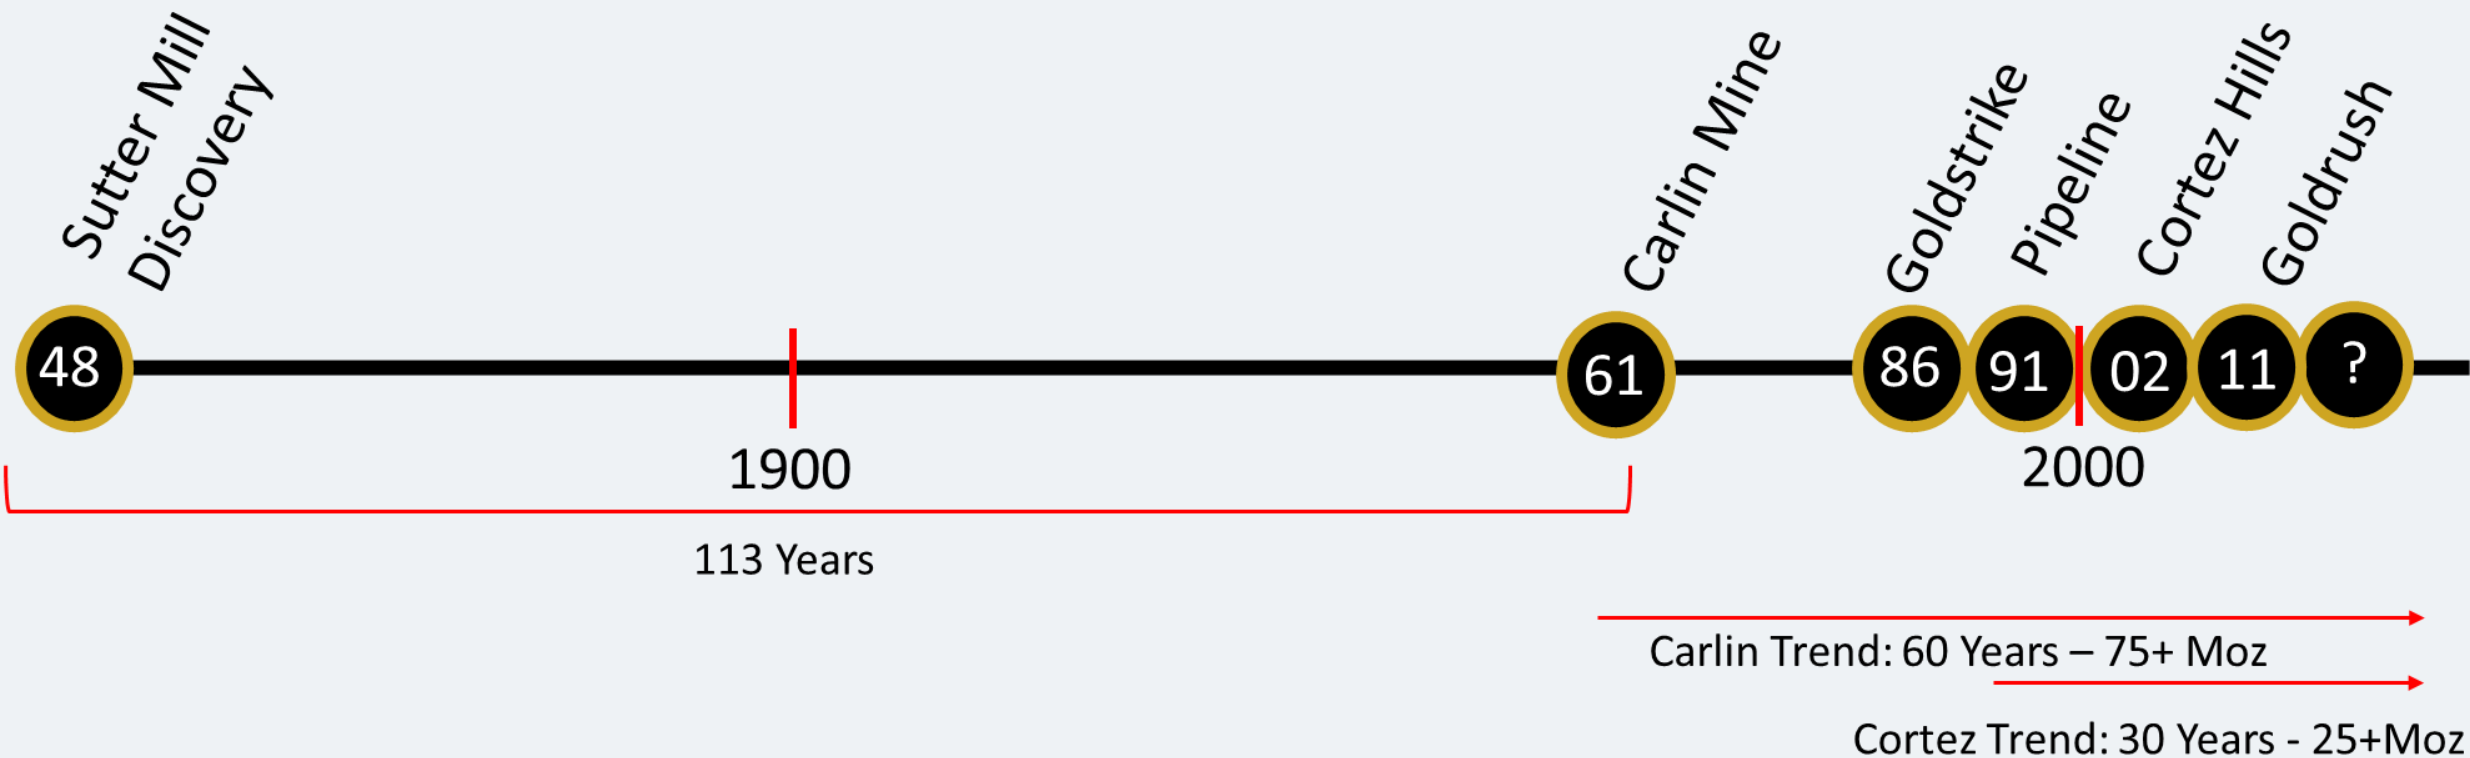 Sutter Mill
Discovery
Carlin Mine
Goldstrike
Pipeline
Cortez Hills
Goldrush
48
61
86
91
02
11
?
1900
2000
113 Years
Carlin Trend: 60 Years – 75+ Moz
Cortez Trend: 30 Years - 25+Moz